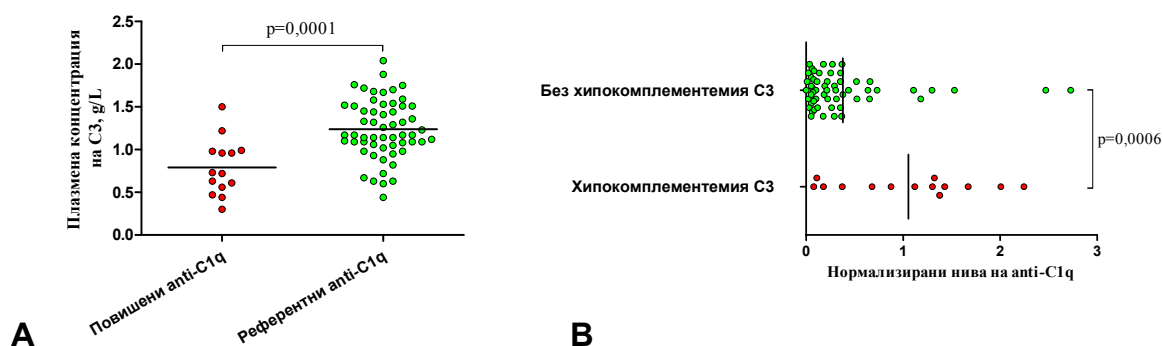 p=0,0001
2.5
2.0
1.5
1.0
0.5
0.0
Плазмена концентрация
на C3, g/L
Повишени anti-C1q
Референтни anti-C1q
A
Без хипокомплементемия C3
Хипокомплементемия C3
p=0,0006
0 1 2 3
Нормализирани нива на anti-C1q
B